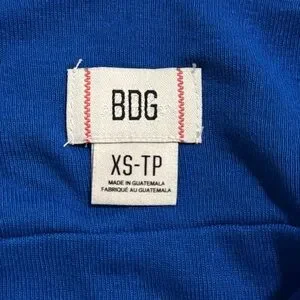 BDG
XS-TP
MADE IN GUATEMALA
FABRIQUÉ AU GUATEMALA